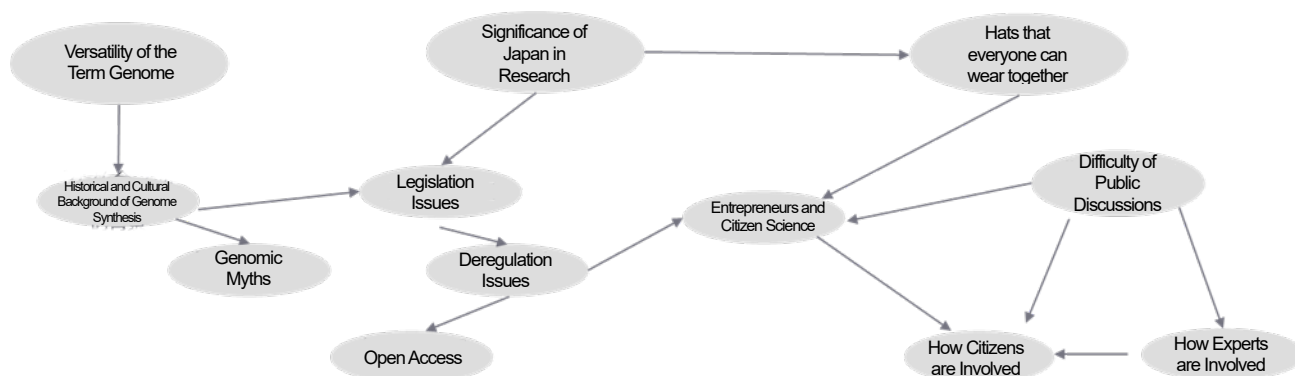 Versatility of the
Term Genome
Significance of
Japan in
Research
Hats that
everyone can
wear together
Historical and Cultural
Background of Genome
Synthesis
Legislation
Issues
Entrepreneurs and
Citizen Science
Difficulty of
Public
Discussions
Genomic
Myths
Deregulation
Issues
Open Access
How Citizens
are Involved
How Experts
are Involved